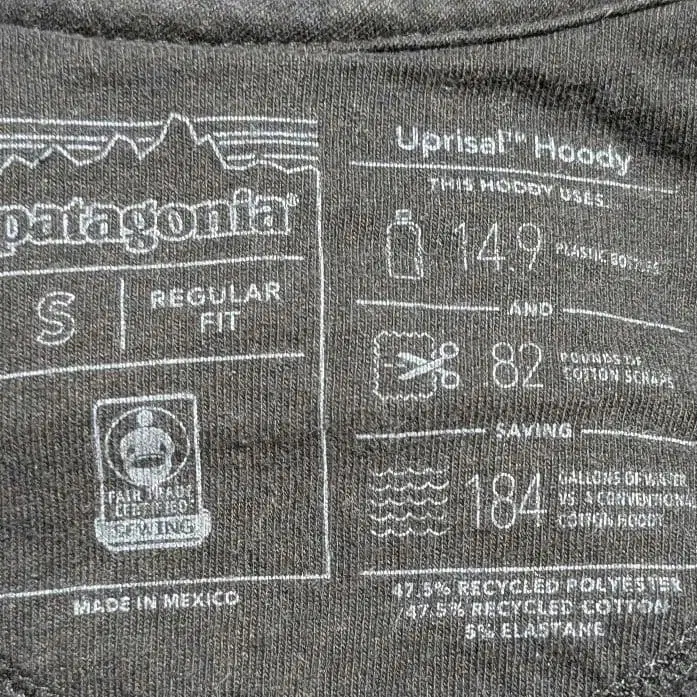 patagonia®
S
REGULAR
FIT
FAIR TRADE
CERTIFIED
SEWING
MADE IN MEXICO
Uprisal™ Hoody
THIS HOODY USES
14.9 PLASTIC BOTTLES
AND
82 POUNDS OF
COTTON SCRAPS
SAVING
184 GALLONS OF WATER
VS. A CONVENTIONAL
COTTON HOODY
47.5% RECYCLED POLYESTER
/47.5% RECYCLED COTTON
5% ELASTANE